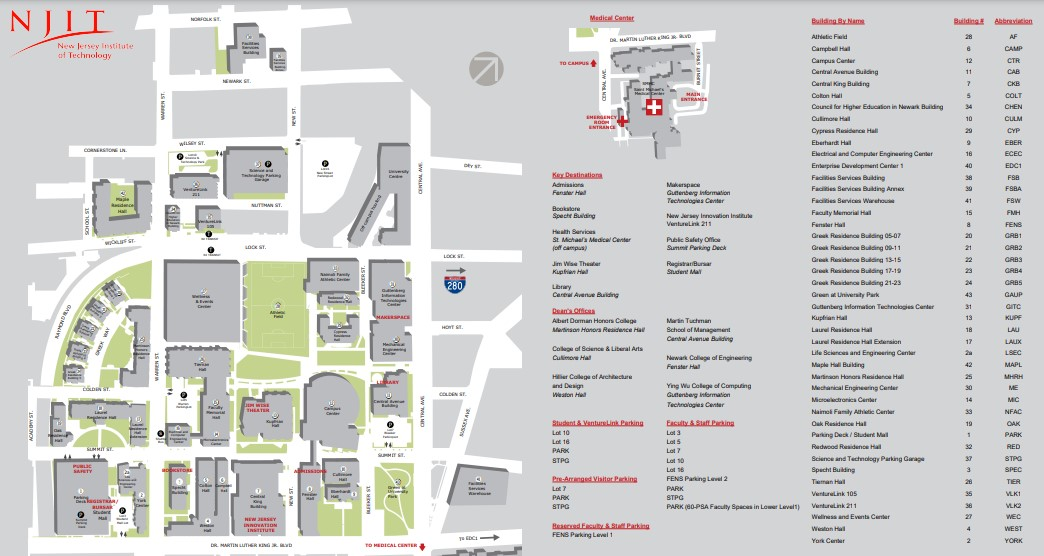 NJIT
New Jersey Institute
of Technology
NORFOLK ST.
Facilities
Services
Building
NEWARK ST.
WARREN ST.
NEW ST.
WILSEY ST.
CORNERSTONE LN.
DEY ST.
Science and
Technology Parking
Garage
University
Centre
CENTRAL AVE.
VentureLink
211
Maple
Residence
Hall
NUTTMAN ST.
SCHOOL ST.
VentureLink
105
Off campus housing
WICKLIFF ST.
LOCK ST.
LOCK ST.
280
Wellness
& Events
Center
Naimoli Family
Athletic
Center
BLEEKER ST.
Guttenberg
Information
Technologies
Center
MAKERSPACE
Athletic
Field
Cypress
Residence
Hall
HOYT ST.
RAYMOND BLVD
GREEK WAY
Mechanical
Engineering
Center
WARREN ST.
Tiernan
Hall
COLDEN ST.
LIBRARY
COLDEN ST.
Laurel
Residence Hall
Laurel
Residence
Hall
Extension
Oak
Residence
Hall
ACADEMY ST.
Faculty
Memorial
Hall
JIM WISE
THEATER
Kupfrian
Hall
Campus
Center
Central Avenue
Building
CENTRAL AVE.
SUSSEX AVE.
SUMMIT ST.
SUMMIT ST.
PUBLIC
SAFETY
BOOKSTORE
ADMISSIONS
Parking
Deck
REGISTRAR/
BURSAR
Student
Mall
York
Center
Specht
Building
Colton
Hall
Campbell
Hall
Weston
Hall
Central
King
Building
NEW ST.
Fenster
Hall
Cullimore
Hall
Eberhardt
Hall
BLEEKER ST.
Green at
University
Park
Facilities
Services
Warehouse
NEW JERSEY
INNOVATION
INSTITUTE
DR. MARTIN LUTHER KING JR. BLVD
TO MEDICAL CENTER
TO EDC1
Medical Center
DR. MARTIN LUTHER KING JR. BLVD
TO CAMPUS
CENTRAL AVE
BURNET STREET
Saint Michael's
Medical Center
MAIN
ENTRANCE
EMERGENCY
ROOM
ENTRANCE
Key Destinations
Admissions
Fenster Hall
Bookstore
Specht Building
Health Services
St. Michael's Medical Center
(off campus)
Jim Wise Theater
Kupfrian Hall
Library
Central Avenue Building
Makerspace
Guttenberg Information
Technologies Center
New Jersey Innovation Institute
VentureLink 211
Public Safety Office
Summit Parking Deck
Registrar/Bursar
Student Mall
Dean's Offices
Albert Dorman Honors College
Martinson Honors Residence Hall
College of Science & Liberal Arts
Cullimore Hall
Hillier College of Architecture
and Design
Weston Hall
Martin Tuchman
School of Management
Central Avenue Building
Newark College of Engineering
Fenster Hall
Ying Wu College of Computing
Guttenberg Information
Technologies Center
Student & VentureLink Parking
Lot 10
Lot 16
PARK
STPG
Pre-Arranged Visitor Parking
Lot 7
PARK
STPG
Reserved Faculty & Staff Parking
FENS Parking Level 1
Faculty & Staff Parking
Lot 3
Lot 5
Lot 7
Lot 10
Lot 16
FENS Parking Level 2
PARK
STPG
PARK (60-PSA Faculty Spaces in Lower Level1)
Building By Name Building # Abbreviation
Athletic Field 28 AF
Campbell Hall 6 CAMP
Campus Center 12 CTR
Central Avenue Building 11 CAB
Central King Building 7 CKB
Colton Hall 5 COLT
Council for Higher Education in Newark Building 34 CHEN
Cullimore Hall 10 CULM
Cypress Residence Hall 29 CYP
Eberhardt Hall 9 EBER
Electrical and Computer Engineering Center 16 ECEC
Enterprise Development Center 1 40 EDC1
Facilities Services Building 38 FSB
Facilities Services Building Annex 39 FSBA
Facilities Services Warehouse 41 FSW
Faculty Memorial Hall 15 FMH
Fenster Hall 8 FENS
Greek Residence Building 05-07 20 GRB1
Greek Residence Building 09-11 21 GRB2
Greek Residence Building 13-15 22 GRB3
Greek Residence Building 17-19 23 GRB4
Greek Residence Building 21-23 24 GRB5
Green at University Park 43 GAUP
Guttenberg Information Technologies Center 31 GITC
Kupfrian Hall 13 KUPF
Laurel Residence Hall 18 LAU
Laurel Residence Hall Extension 17 LAUX
Life Sciences and Engineering Center 2a LSEC
Maple Hall Building 42 MAPL
Martinson Honors Residence Hall 25 MHRH
Mechanical Engineering Center 30 ME
Microelectronics Center 14 MIC
Naimoli Family Athletic Center 33 NFAC
Oak Residence Hall 19 OAK
Parking Deck / Student Mall 1 PARK
Redwood Residence Hall 32 RED
Science and Technology Parking Garage 37 STPG
Specht Building 3 SPEC
Tiernan Hall 26 TIER
VentureLink 105 35 VLK1
VentureLink 211 36 VLK2
Wellness and Events Center 27 WEC
Weston Hall 4 WEST
York Center 2 YORK